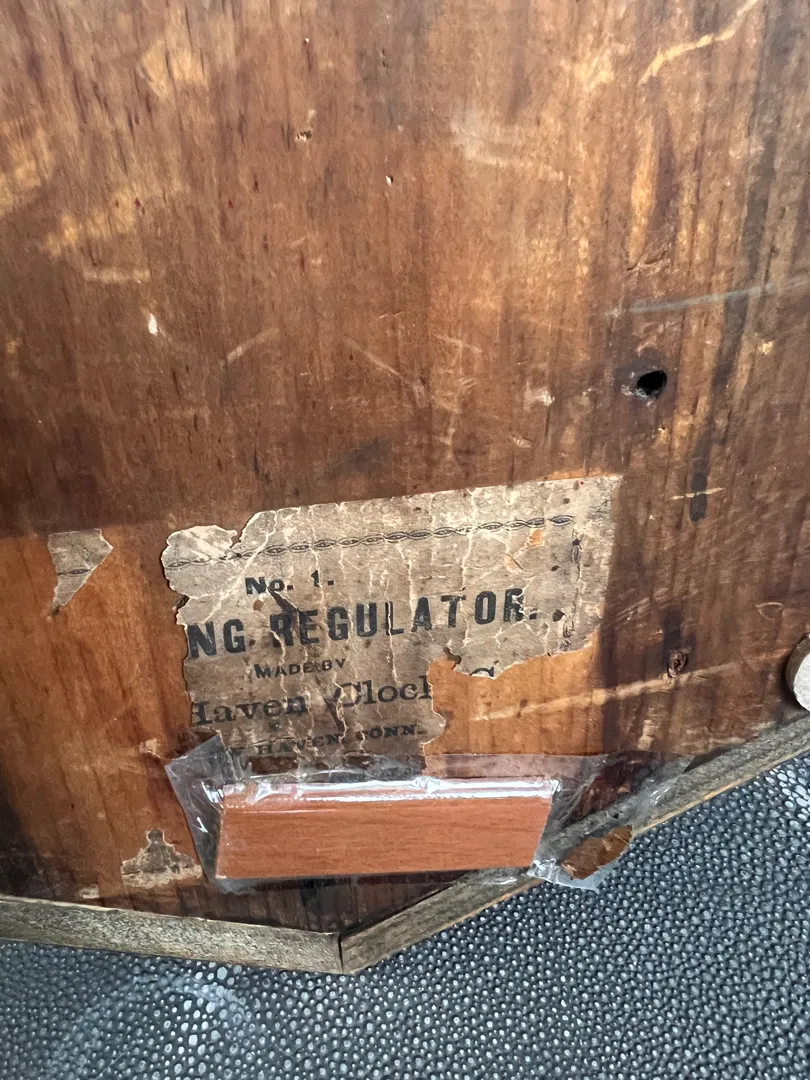 No. 1.
NG REGULATOR.
MADE BY
Haven Clock C
HAVEN CONN.